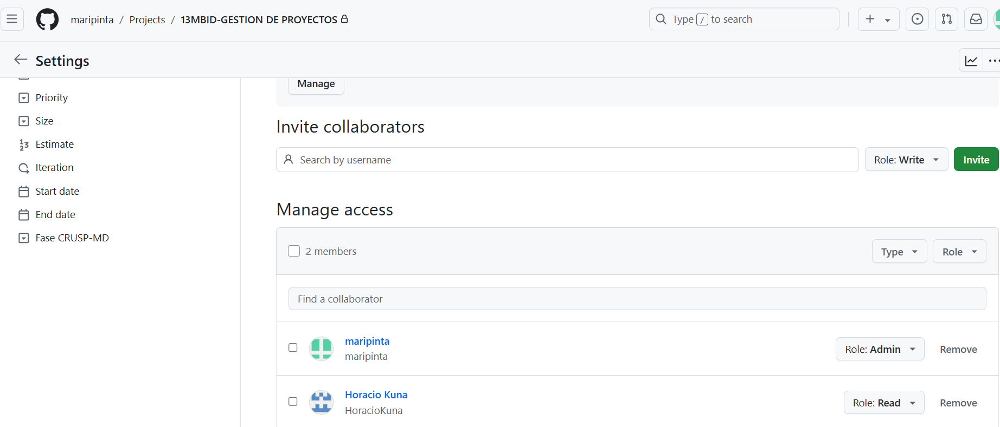 maripinta / Projects / 13MBID-GESTION DE PROYECTOS
Type / to search
Settings
Priority
Size
Estimate
Iteration
Start date
End date
Fase CRUSP-MD
Manage
Invite collaborators
Search by username
Role: Write
Invite
Manage access
2 members
Type
Role
Find a collaborator
maripinta
maripinta
Role: Admin
Remove
Horacio Kuna
HoracioKuna
Role: Read
Remove